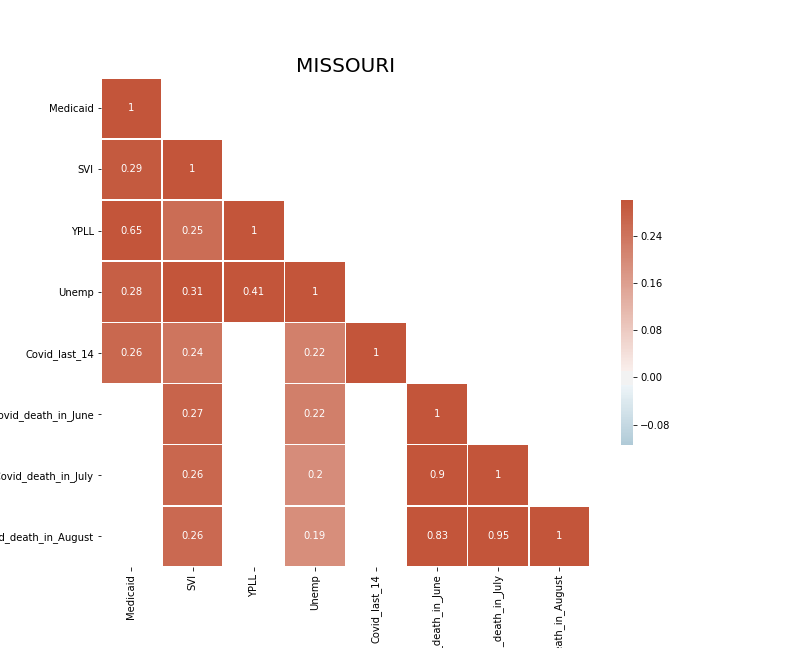 MISSOURI
Medicaid 1
SVI 0.29 1
YPLL 0.65 0.25 1
Unemp 0.28 0.31 0.41 1
Covid_last_14 0.26 0.24 0.22 1
ovid_death_in_June 0.27 0.22 1
ovid_death_in_July 0.26 0.2 0.9 1
d_death_in_August 0.26 0.19 0.83 0.95 1
Medicaid
SVI
YPLL
Unemp
Covid_last_14
_death_in_June
_death_in_July
eath_in_August
0.24
0.16
0.08
0.00
−0.08